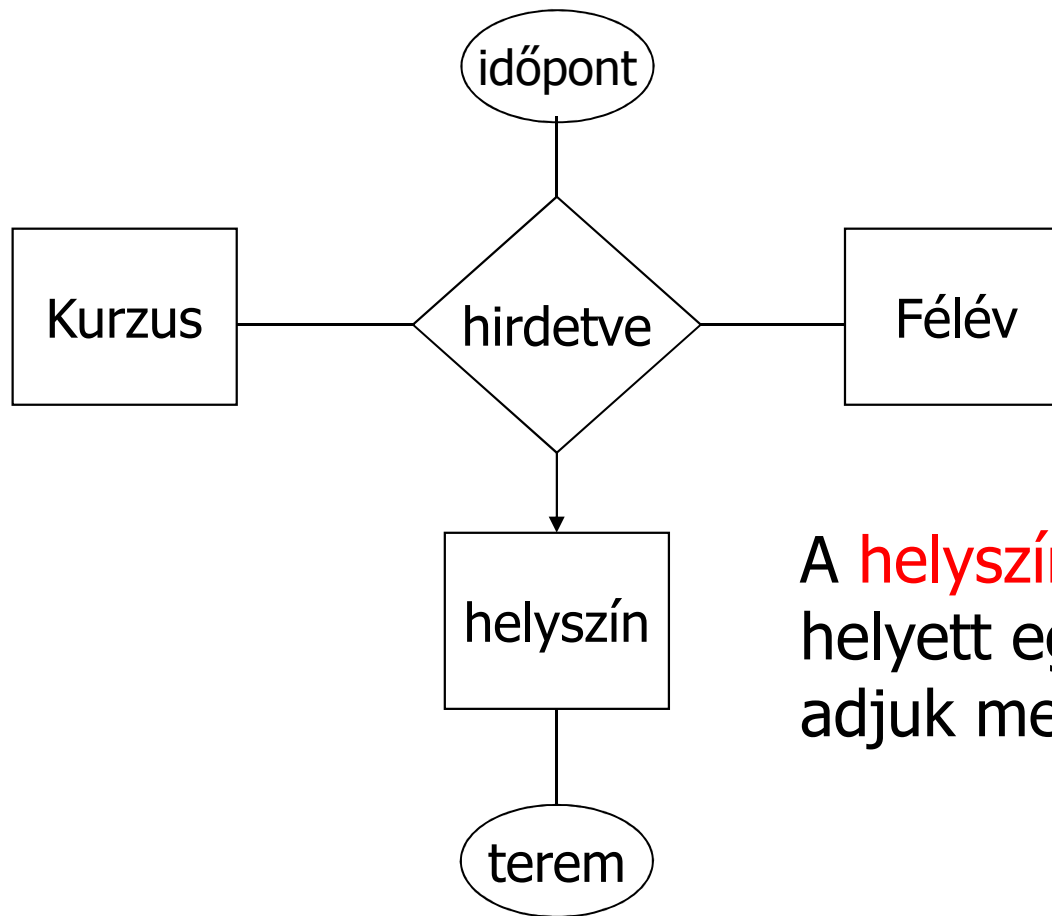 időpont
Kurzus
hirdetve
Félév
helyszín
A
helyett
adjuk
terem